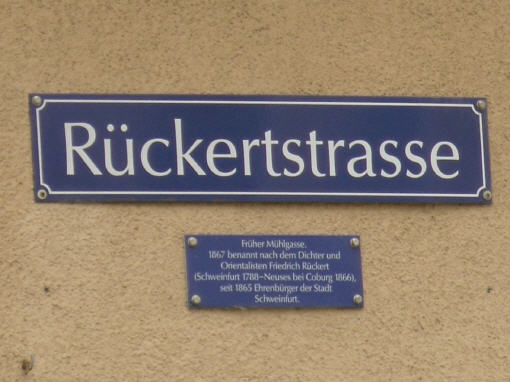 Rückertstrasse
Früher Mühlgasse.
1867 benannt nach dem Dichter und
Orientalisten Friedrich Rückert
(Schweinfurt 1788–Neuses bei Coburg 1866),
seit 1865 Ehrenbürger der Stadt
Schweinfurt.